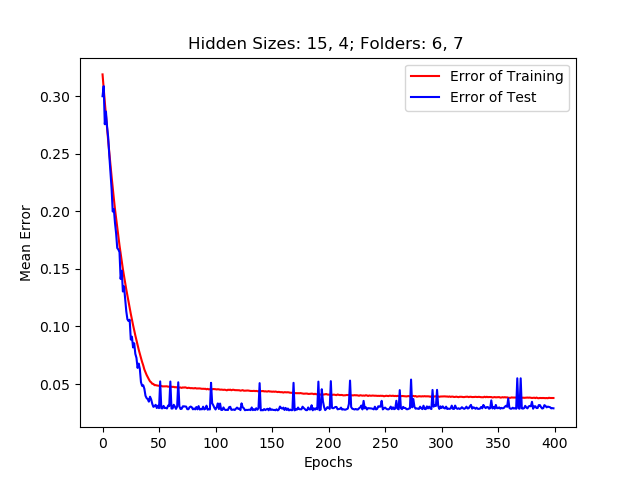 Hidden Sizes: 15, 4; Folders: 6, 7
Error of Training
Error of Test
Mean Error
0.30
0.25
0.20
0.15
0.10
0.05
0 50 100 150 200 250 300 350 400
Epochs